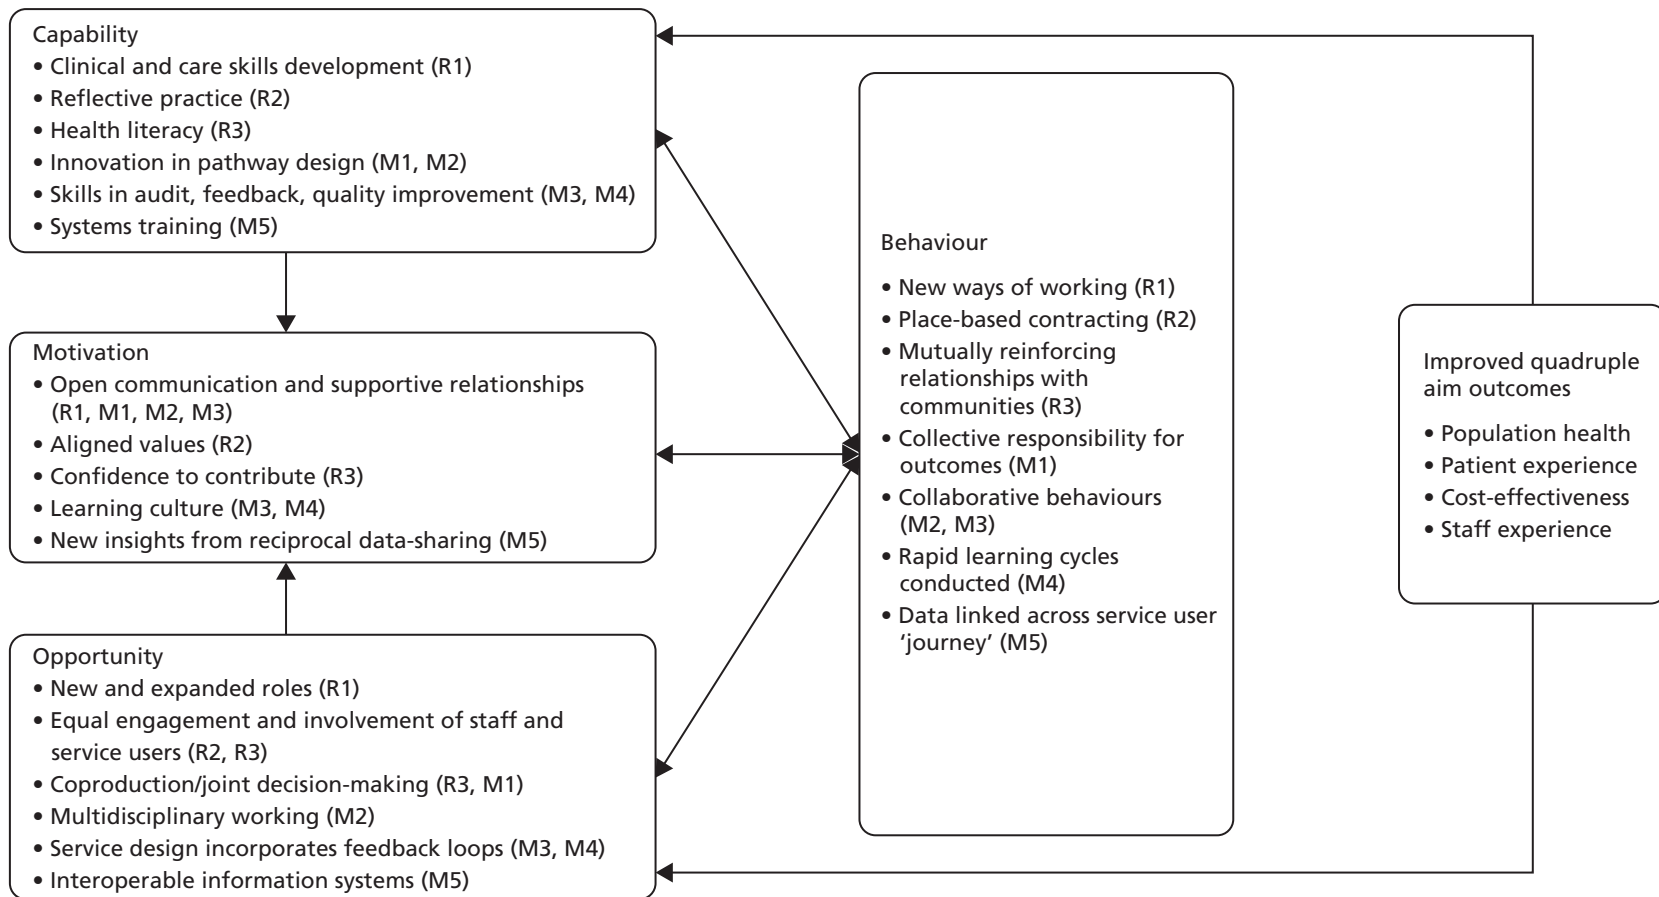 Capability
• Clinical and care skills development (R1)
• Reflective practice (R2)
• Health literacy (R3)
• Innovation in pathway design (M1, M2)
• Skills in audit, feedback, quality improvement (M3, M4)
• Systems training (M5)
Motivation
• Open communication and supportive relationships
(R1, M1, M2, M3)
• Aligned values (R2)
• Confidence to contribute (R3)
• Learning culture (M3, M4)
• New insights from reciprocal data-sharing (M5)
Opportunity
• New and expanded roles (R1)
• Equal engagement and involvement of staff and
service users (R2, R3)
• Coproduction/joint decision-making (R3, M1)
• Multidisciplinary working (M2)
• Service design incorporates feedback loops (M3, M4)
• Interoperable information systems (M5)
Behaviour
• New ways of working (R1)
• Place-based contracting (R2)
• Mutually reinforcing
relationships with
communities (R3)
• Collective responsibility for
outcomes (M1)
• Collaborative behaviours
(M2, M3)
• Rapid learning cycles
conducted (M4)
• Data linked across service user
‘journey’ (M5)
Improved quadruple
aim outcomes
• Population health
• Patient experience
• Cost-effectiveness
• Staff experience